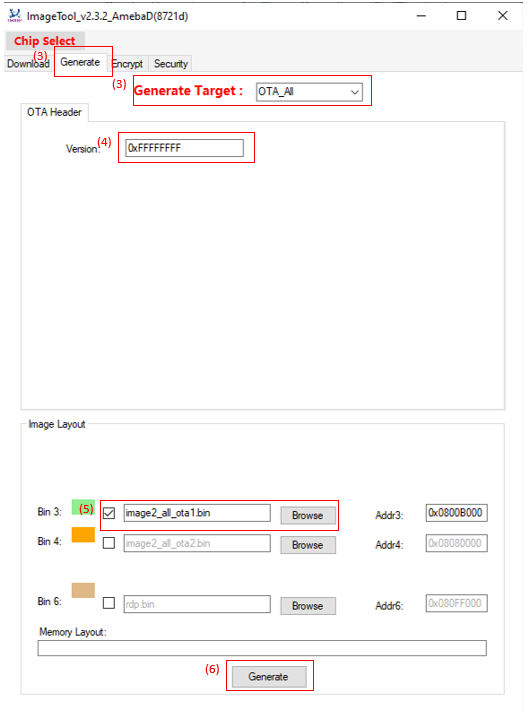 ImageTool_v2.3.2_AmebaD(8721d)
Chip Select
(3)
Download Generate Encrypt Security
(3) Generate Target : OTA_All
OTA Header
Version: (4) 0xFFFFFFFF
Image Layout
Bin 3: (5) image2_all_ota1.bin Browse Addr3: 0x0800B000
Bin 4: image2_all_ota2.bin Browse Addr4: 0x08080000
Bin 6: rdp.bin Browse Addr6: 0x080FF000
Memory Layout:
(6) Generate